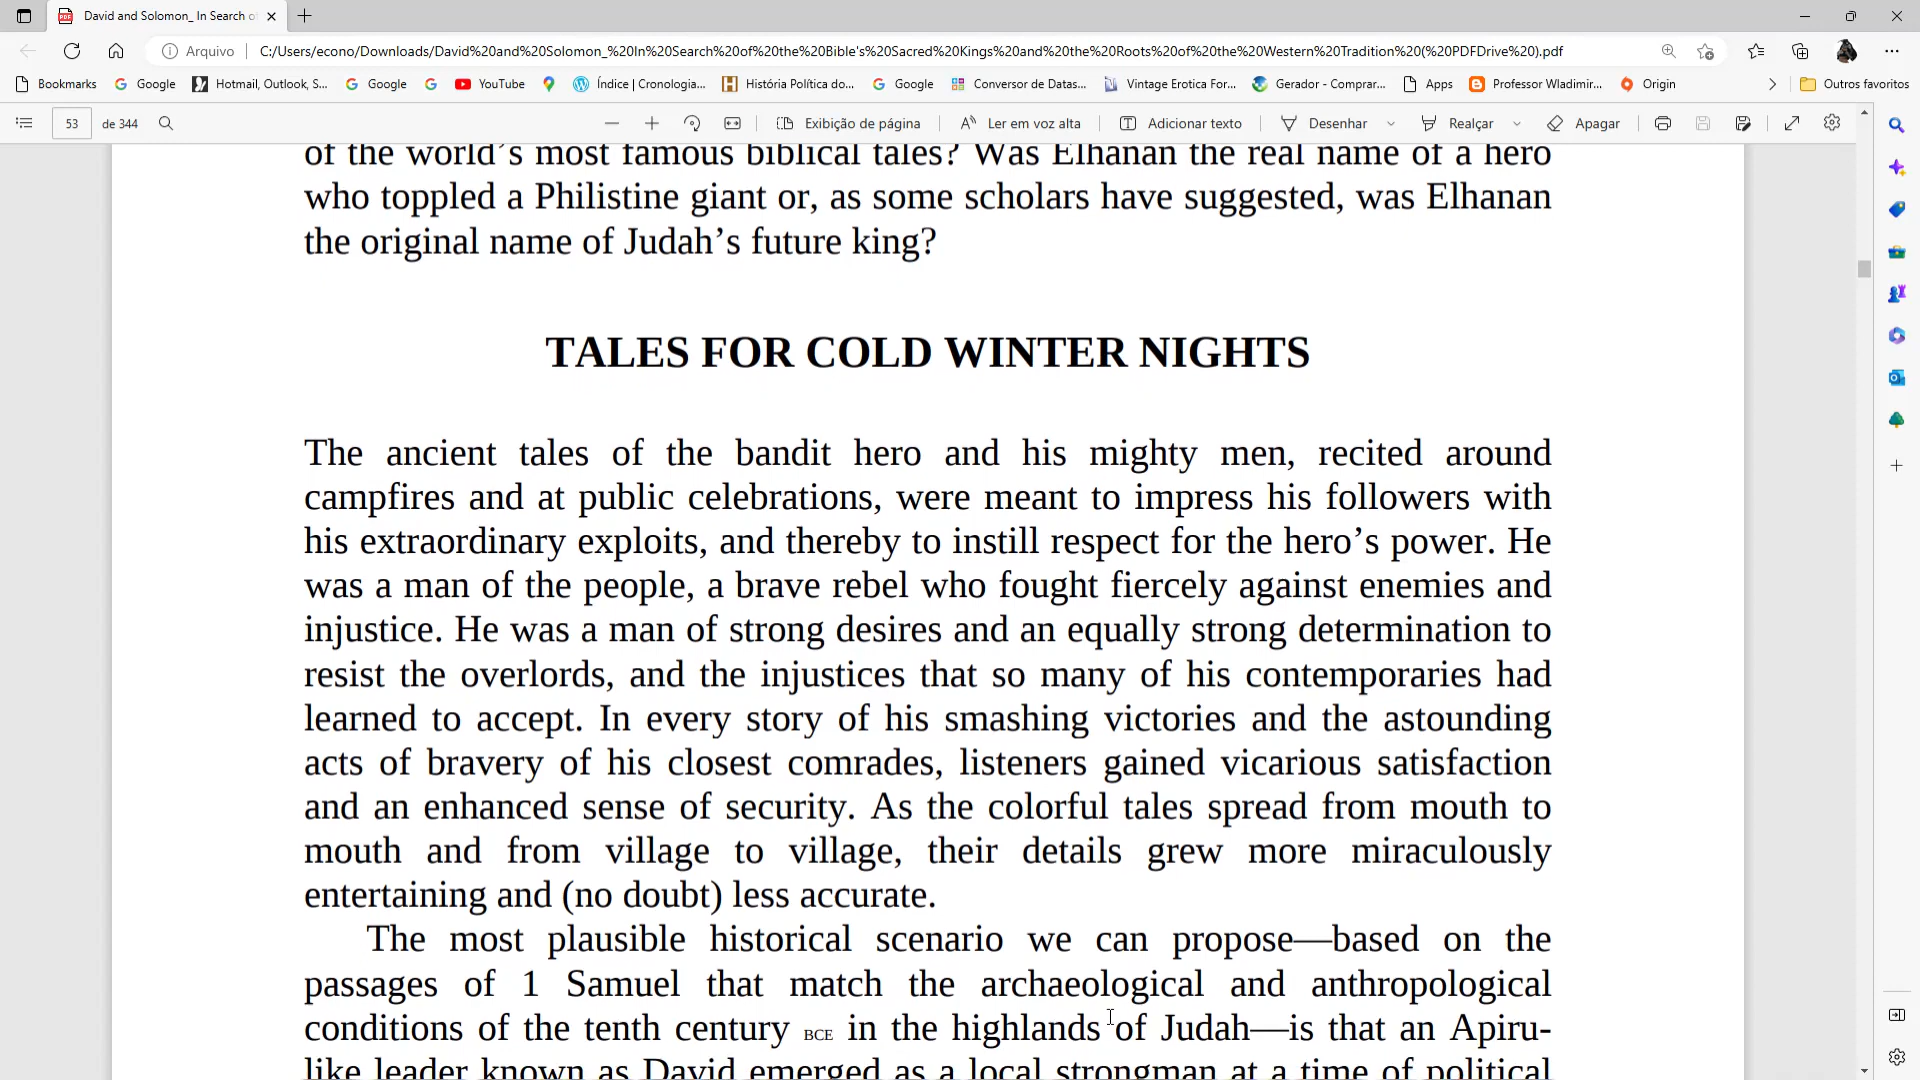 David and Solomon_ In Search o
Arquivo
C:/Users/econo/Downloads/David%20and%20Solomon_%20In%20Search%20of%20the%20Bible's%20Sacred%20Kings%20and%20the%20Roots%20of%20the%20Western%20Tradition%20(%20PDFDrive%20).pdf
Bookmarks Google Hotmail, Outlook, S... Google YouTube Índice | Cronologia... História Política do... Google Conversor de Datas... Vintage Erotica For... Gerador - Comprar... Apps Professor Wladimir... Origin Outros favoritos
53 de 344 Exibição de página Ler em voz alta Adicionar texto Desenhar Realçar Apagar
of the world's most famous biblical tales? Was Elhanan the real name of a hero
who toppled a Philistine giant or, as some scholars have suggested, was Elhanan
the original name of Judah's future king?
TALES FOR COLD WINTER NIGHTS
The ancient tales of the bandit hero and his mighty men, recited around
campfires and at public celebrations, were meant to impress his followers with
his extraordinary exploits, and thereby to instill respect for the hero's power. He
was a man of the people, a brave rebel who fought fiercely against enemies and
injustice. He was a man of strong desires and an equally strong determination to
resist the overlords, and the injustices that so many of his contemporaries had
learned to accept. In every story of his smashing victories and the astounding
acts of bravery of his closest comrades, listeners gained vicarious satisfaction
and an enhanced sense of security. As the colorful tales spread from mouth to
mouth and from village to village, their details grew more miraculously
entertaining and (no doubt) less accurate.
The most plausible historical scenario we can propose—based on the
passages of 1 Samuel that match the archaeological and anthropological
conditions of the tenth century BCE in the highlands of Judah—is that an Apiru-
like leader known as David emerged as a local strongman at a time of political